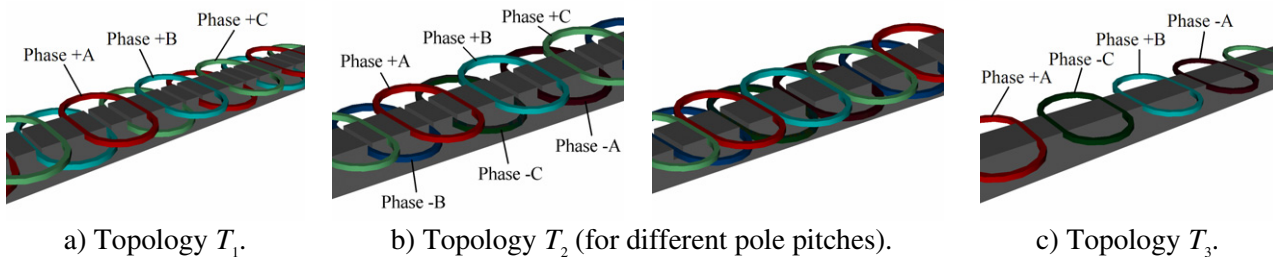 Phase +A
Phase +B
Phase +C
Phase +A
Phase +B
Phase +C
Phase -A
Phase -C
Phase -B
Phase +A
Phase -C
Phase +B
Phase -A
a) Topology T₁.
b) Topology T₂ (for different pole pitches).
c) Topology T₃.